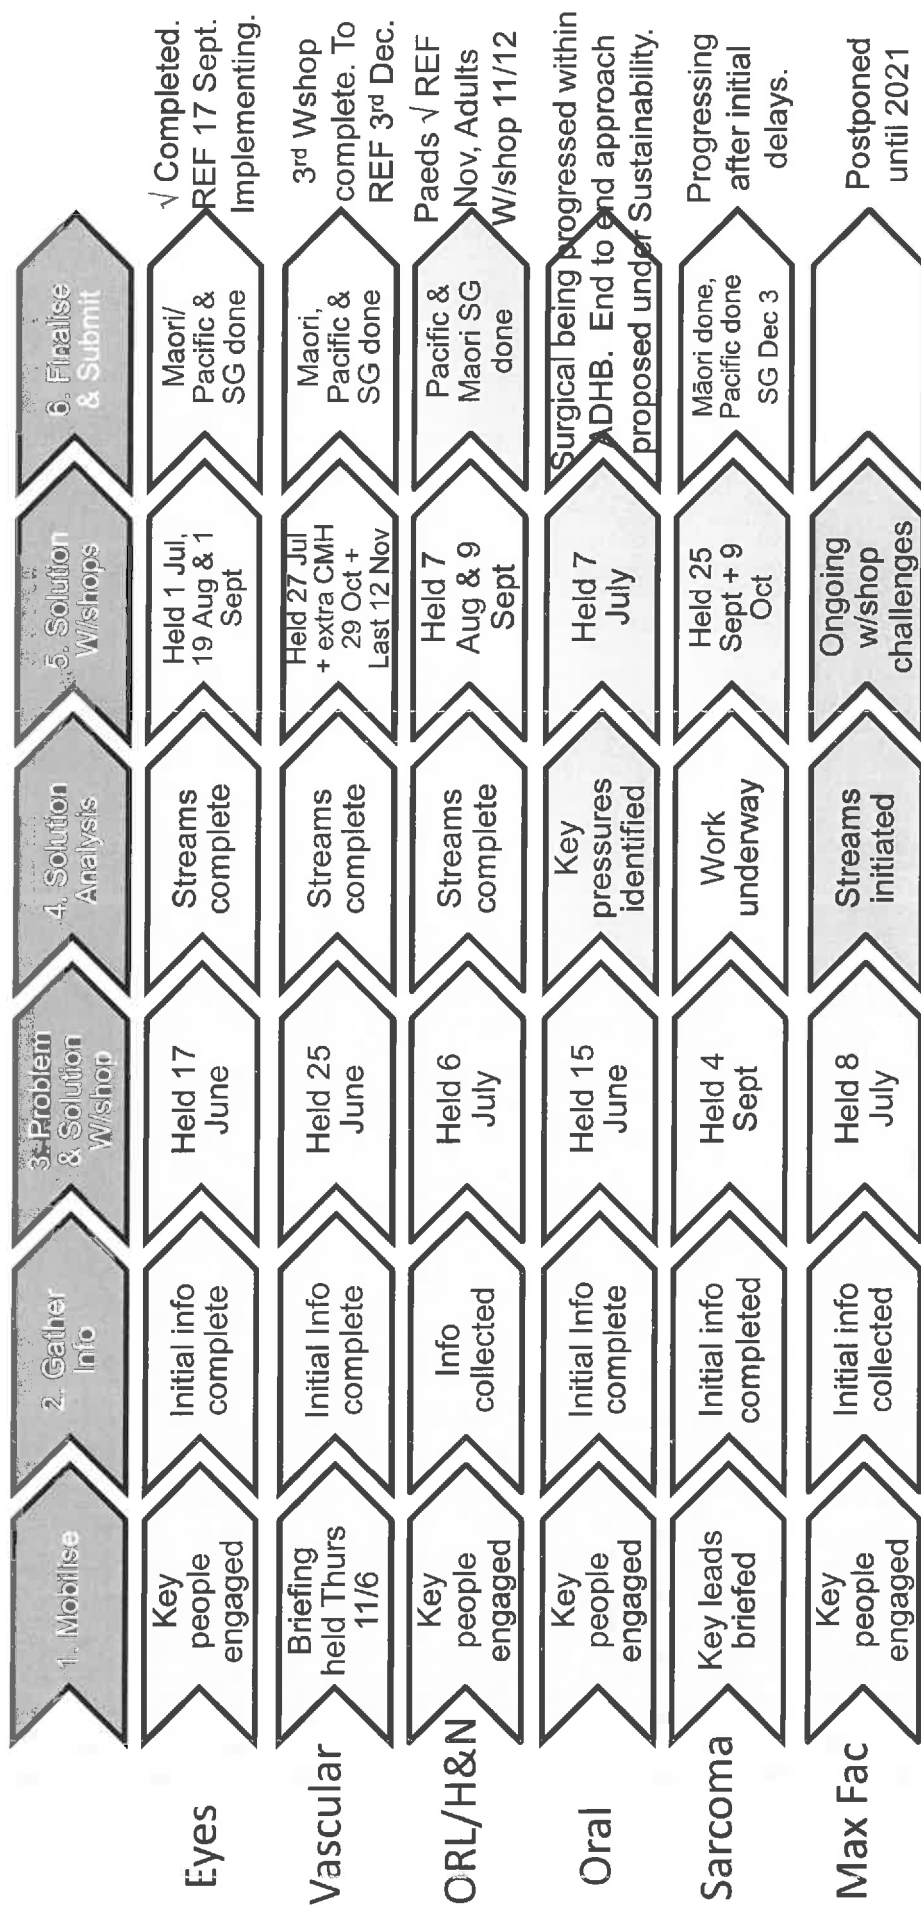 1. Mobilise
2. Gather
Info
3. Problem
& Solution
W/shop
4. Solution
Analysis
5. Solution
W/shops
6. Finalise
& Submit
Eyes
Key
people
engaged
Initial info
complete
Held 17
June
Streams
complete
Held 1 Jul,
19 Aug & 1
Sept
Maori/
Pacific &
SG done
√ Completed.
REF 17 Sept.
Implementing.
Vascular
Briefing
held Thurs
11/6
Initial Info
complete
Held 25
June
Streams
complete
Held 27 Jul
+ extra CMH
29 Oct +
Last 12 Nov
Maori,
Pacific &
SG done
3rd Wshop
complete. To
REF 3rd Dec.
ORL/H&N
Key
people
engaged
Info
collected
Held 6
July
Streams
complete
Held 7
Aug & 9
Sept
Pacific &
Maori SG
done
Paeds √ REF
Nov, Adults
W/shop 11/12
Oral
Key
people
engaged
Initial info
complete
Held 15
June
Key
pressures
identified
Held 7
July
Surgical being progressed within
ADHB. End to end approach
proposed under Sustainability.
Sarcoma
Key leads
briefed
Initial info
completed
Held 4
Sept
Work
underway
Held 25
Sept + 9
Oct
Māori done,
Pacific done
SG Dec 3
Progressing
after initial
delays.
Max Fac
Key
people
engaged
Initial info
collected
Held 8
July
Streams
initiated
Ongoing
w/shop
challenges
Postponed
until 2021